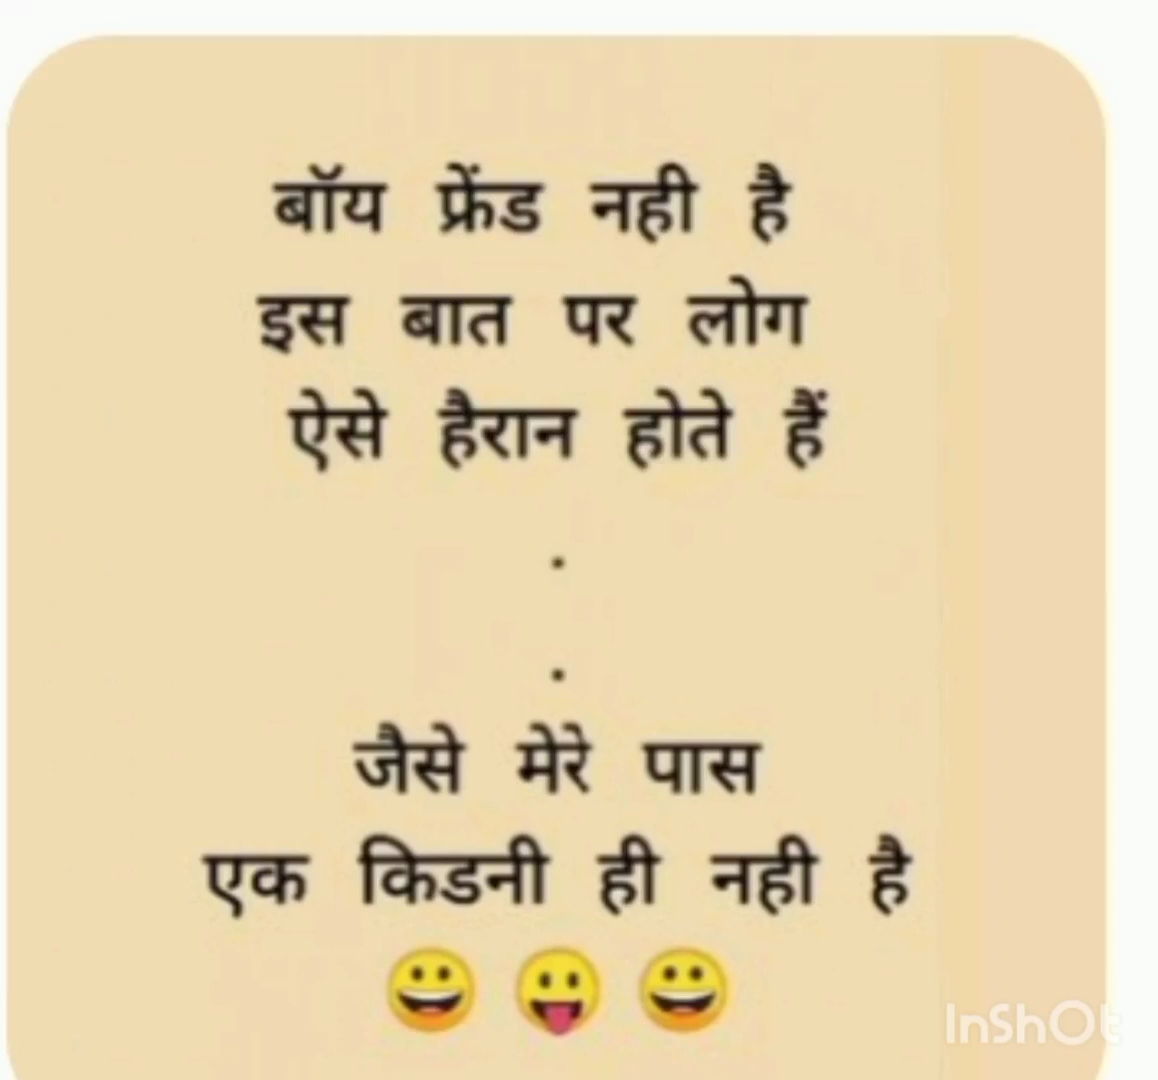 बॉय फ्रेंड नही है
इस बात पर लोग
ऐसे हैरान होते हैं
.
.
जैसे मेरे पास
एक किडनी ही नही है
😀 😛 😀
InShOt